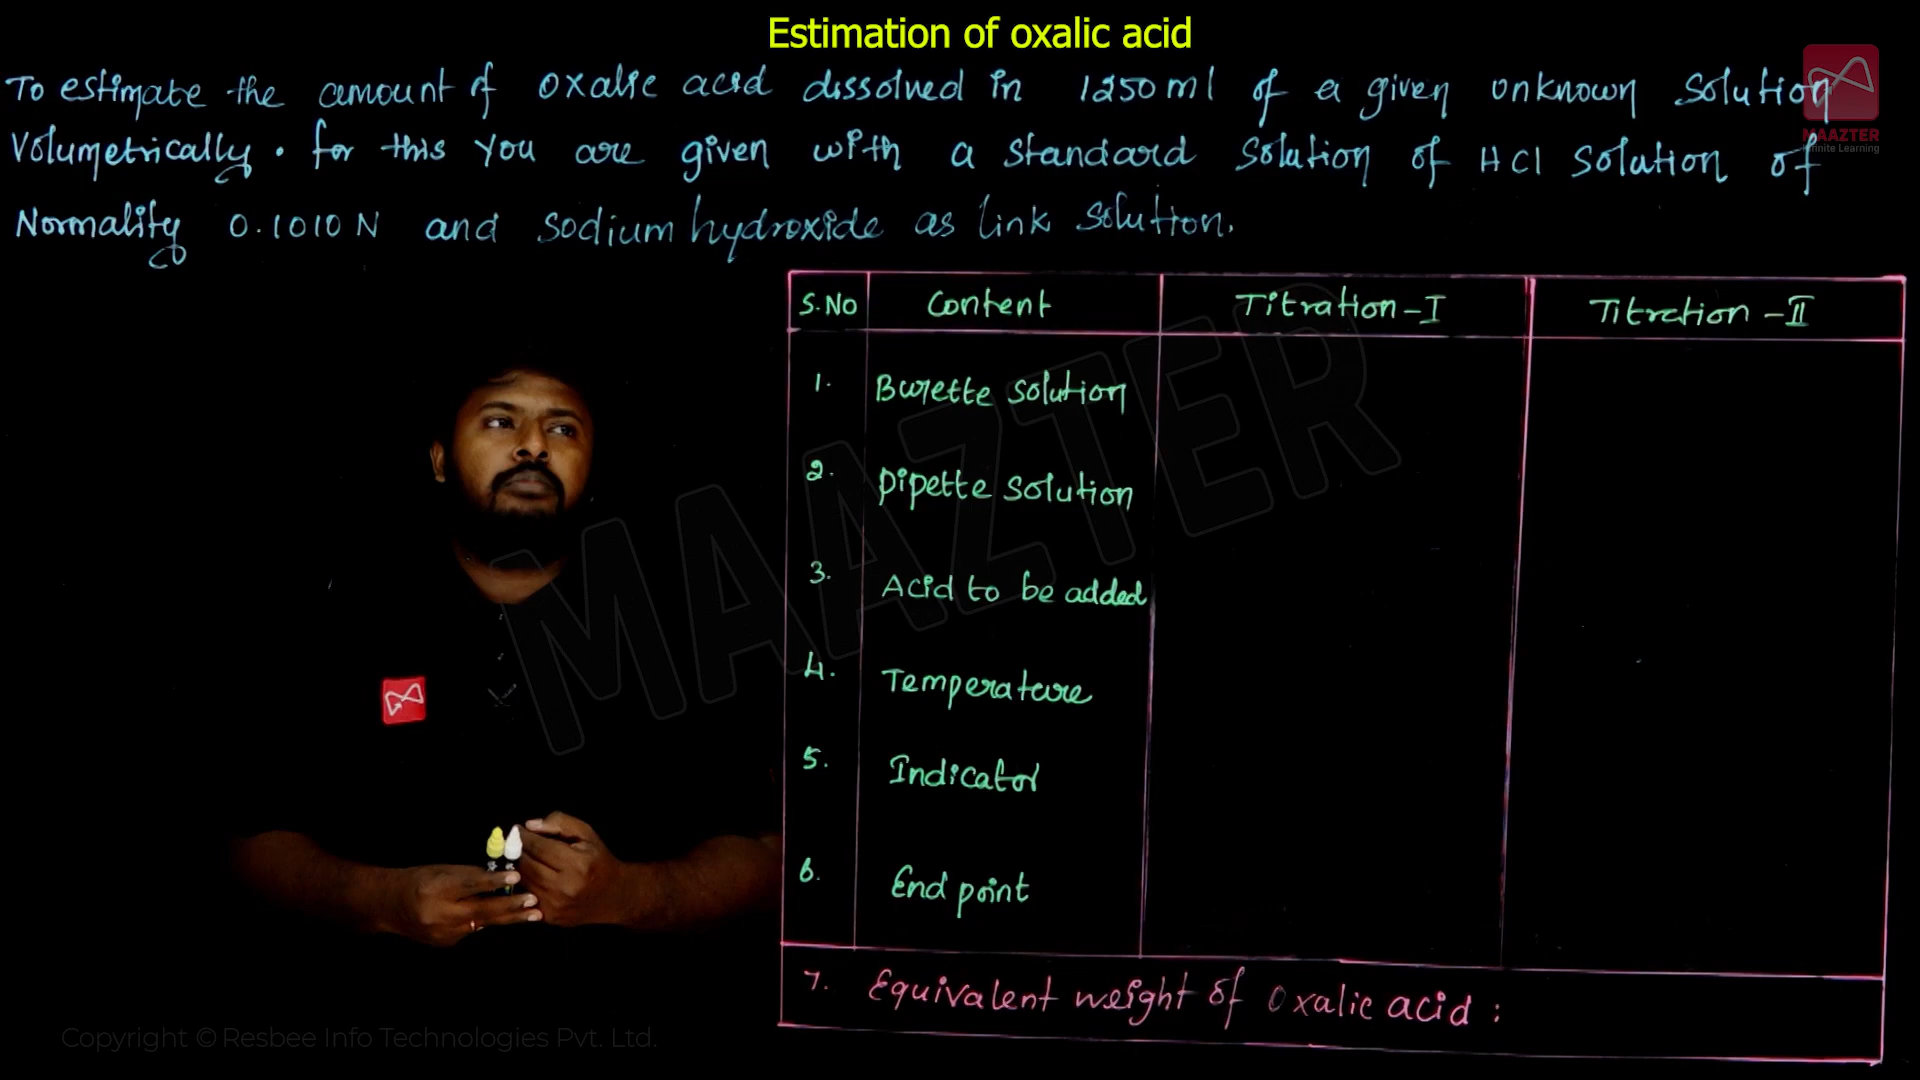 Estimation of oxalic acid
To estimate the amount of oxalic acid dissolved in 1250 ml of a given unknown solution
Volumetrically. for this you are given with a standard solution of HCl solution of
Normality 0.1010 N and sodium hydroxide as link solution.
MAAZTER
Infinite Learning
S.No Content Titration-I Titration-II
1. Burette solution
2. Pipette solution
3. Acid to be added
4. Temperature
5. Indicator
6. End point
7. Equivalent weight of Oxalic acid :
MAAZTER
Copyright © Resbee Info Technologies Pvt. Ltd.